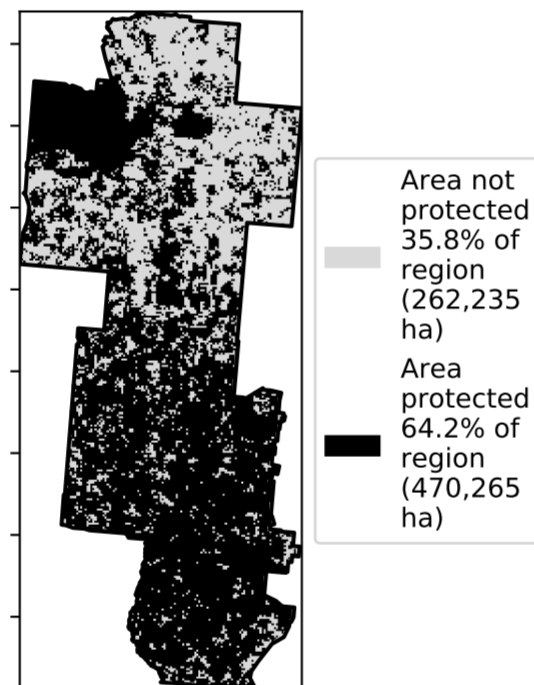 Area not
protected
35.8% of
region
(262,235
ha)
Area
protected
64.2% of
region
(470,265
ha)